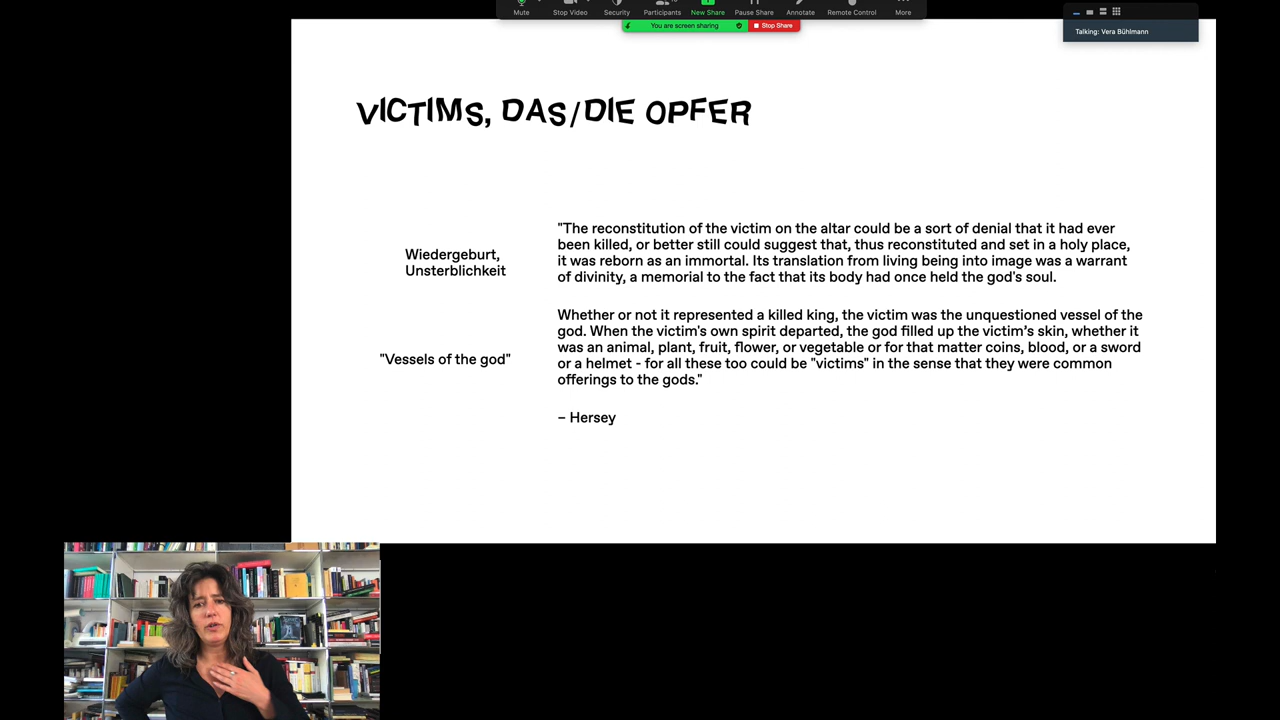 Mute
Stop Video
Security
Participants
New Share
Pause Share
Annotate
Remote Control
More
You are screen sharing
Stop Share
Talking: Vera Bühlmann
VICTIMS, DAS/DIE OPFER
Wiedergeburt,
Unsterblichkeit
"The reconstitution of the victim on the altar could be a sort of denial that it had ever
been killed, or better still could suggest that, thus reconstituted and set in a holy place,
it was reborn as an immortal. Its translation from living being into image was a warrant
of divinity, a memorial to the fact that its body had once held the god's soul.
"Vessels of the god"
Whether or not it represented a killed king, the victim was the unquestioned vessel of the
god. When the victim's own spirit departed, the god filled up the victim’s skin, whether it
was an animal, plant, fruit, flower, or vegetable or for that matter coins, blood, or a sword
or a helmet - for all these too could be "victims" in the sense that they were common
offerings to the gods."
– Hersey